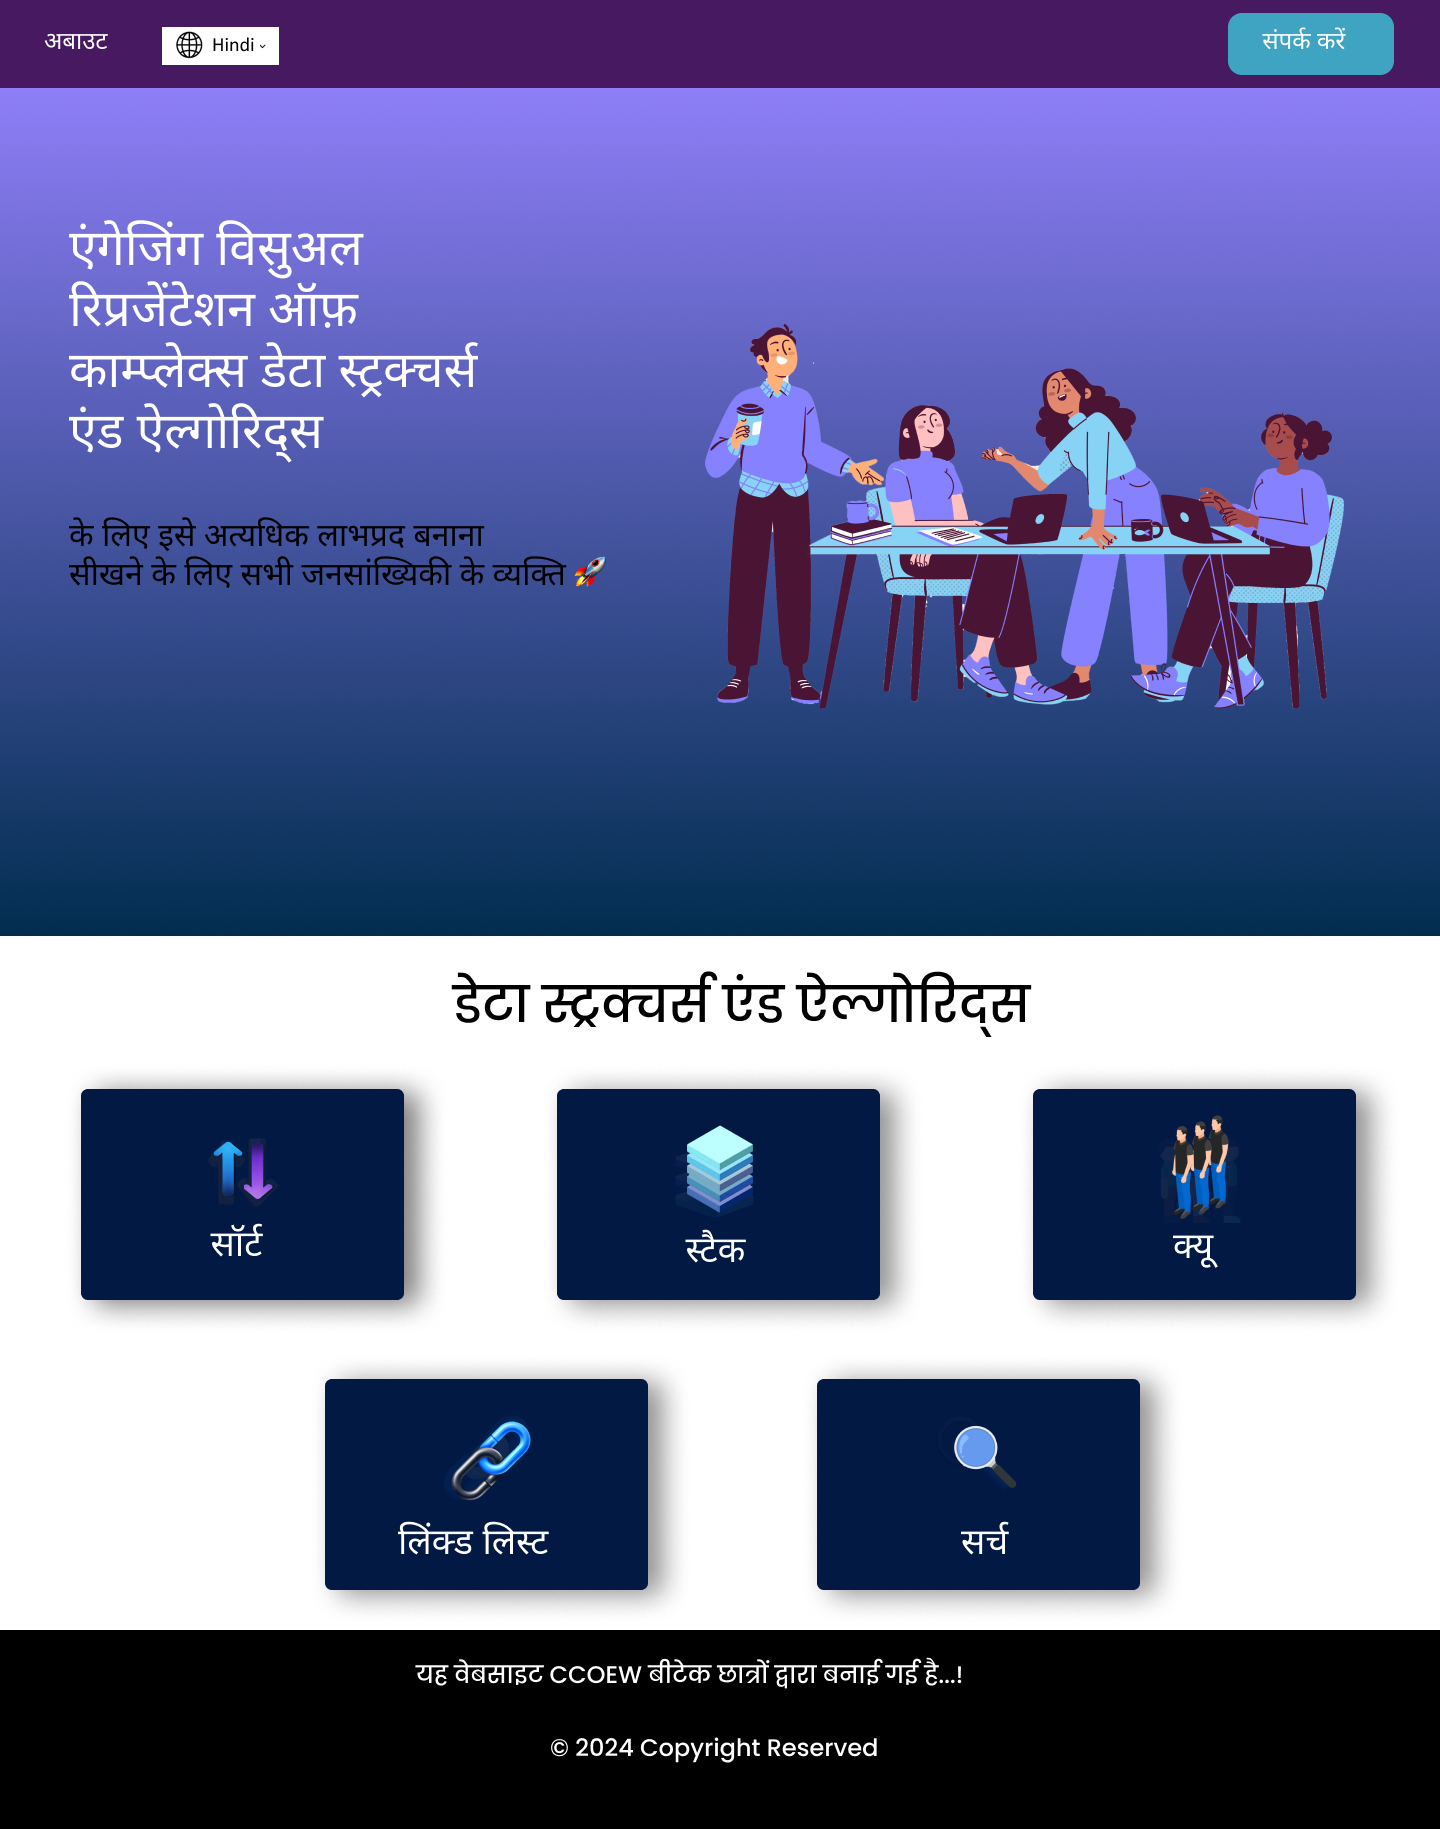 अबाउट
Hindi
संपर्क करें
एंगेजिंग विसुअल
रिप्रजेंटेशन ऑफ़
काम्प्लेक्स डेटा स्ट्रक्चर्स
एंड ऐल्गोरिद्स
के लिए इसे अत्यधिक लाभप्रद बनाना
सीखने के लिए सभी जनसांख्यिकी के व्यक्ति 🚀
डेटा स्ट्रक्चर्स एंड ऐल्गोरिद्स
सॉर्ट
स्टैक
क्यू
लिंक्ड लिस्ट
सर्च
यह वेबसाइट CCOEW बीटेक छात्रों द्वारा बनाई गई है...!
© 2024 Copyright Reserved